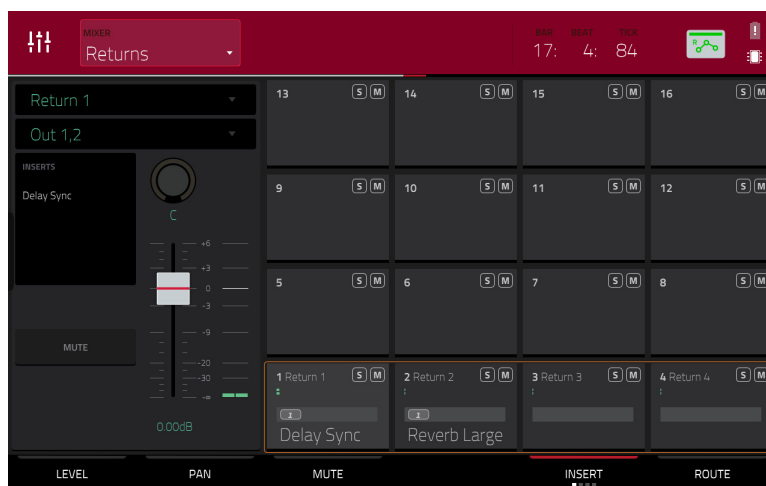 MIXER
Returns
BAR BEAT TICK
17: 4: 84
R
!
Return 1
Out 1,2
INSERTS
Delay Sync
C
+6
+3
0
-3
-9
-20
-30
-∞
MUTE
0.00dB
13 S M
14 S M
15 S M
16 S M
9 S M
10 S M
11 S M
12 S M
5 S M
6 S M
7 S M
8 S M
1 Return 1 S M
2 Return 2 S M
3 Return 3 S M
4 Return 4 S M
Delay Sync
Reverb Large
LEVEL PAN MUTE INSERT ROUTE